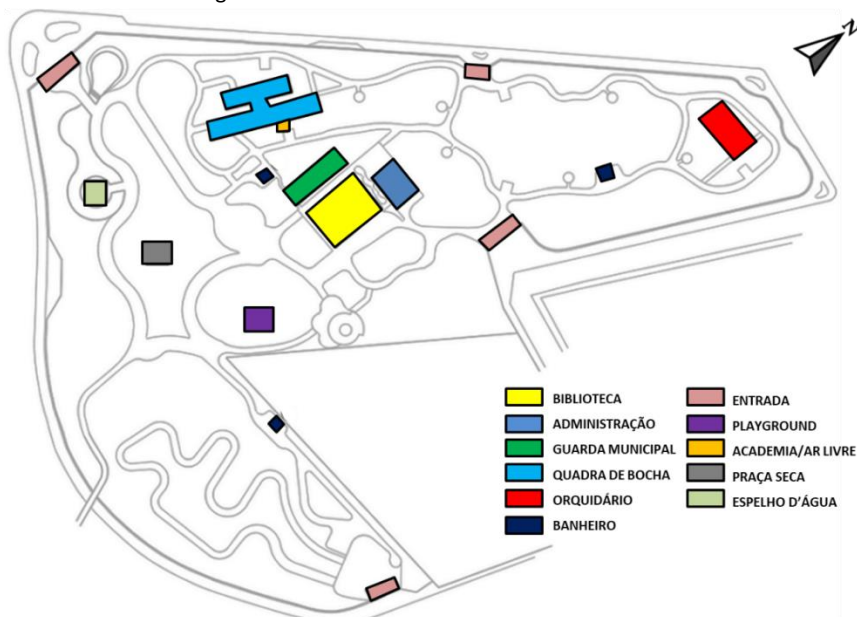 N
BIBLIOTECA
ADMINISTRAÇÃO
GUARDA MUNICIPAL
QUADRA DE BOCHA
ORQUIDÁRIO
BANHEIRO
ENTRADA
PLAYGROUND
ACADEMIA/AR LIVRE
PRAÇA SECA
ESPELHO D'ÁGUA